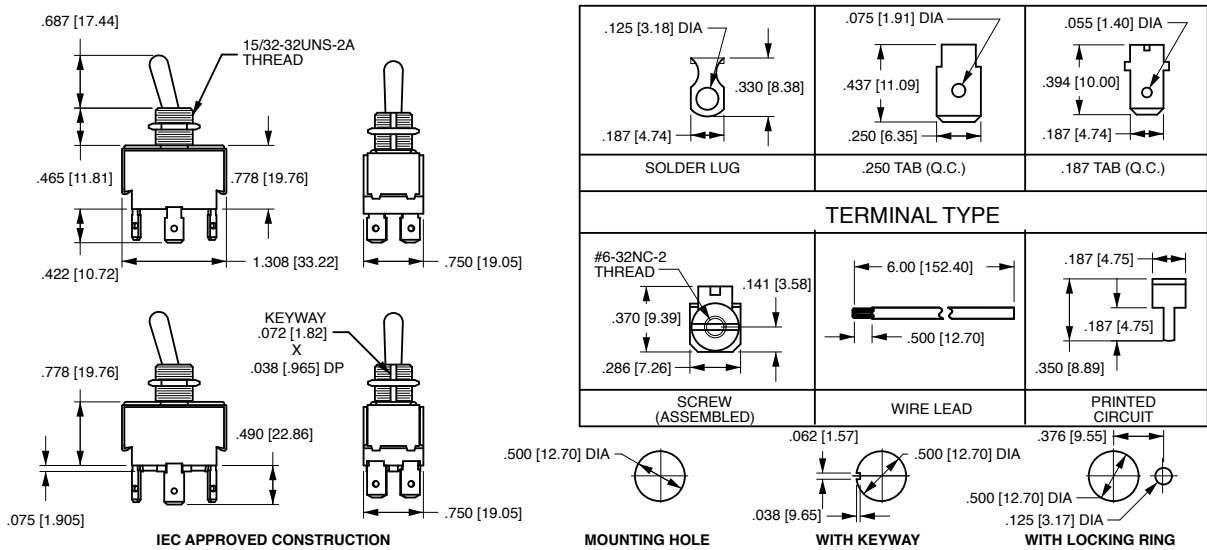 .687 [17.44]
15/32-32UNS-2A
THREAD
.465 [11.81]
.778 [19.76]
.422 [10.72]
1.308 [33.22]
.750 [19.05]
KEYWAY
.072 [1.82]
X
.038 [.965] DP
.778 [19.76]
.490 [22.86]
.075 [1.905]
.750 [19.05]
IEC APPROVED CONSTRUCTION
.125 [3.18] DIA
.330 [8.38]
.187 [4.74]
SOLDER LUG
.075 [1.91] DIA
.437 [11.09]
.250 [6.35]
.250 TAB (Q.C.)
.055 [1.40] DIA
.394 [10.00]
.187 [4.74]
.187 TAB (Q.C.)
TERMINAL TYPE
#6-32NC-2
THREAD
.141 [3.58]
.370 [9.39]
.286 [7.26]
SCREW
(ASSEMBLED)
6.00 [152.40]
.500 [12.70]
WIRE LEAD
.187 [4.75]
.187 [4.75]
.350 [8.89]
PRINTED
CIRCUIT
.500 [12.70] DIA
MOUNTING HOLE
.062 [1.57]
.500 [12.70] DIA
.038 [9.65]
WITH KEYWAY
.376 [9.55]
.500 [12.70] DIA
.125 [3.17] DIA
WITH LOCKING RING